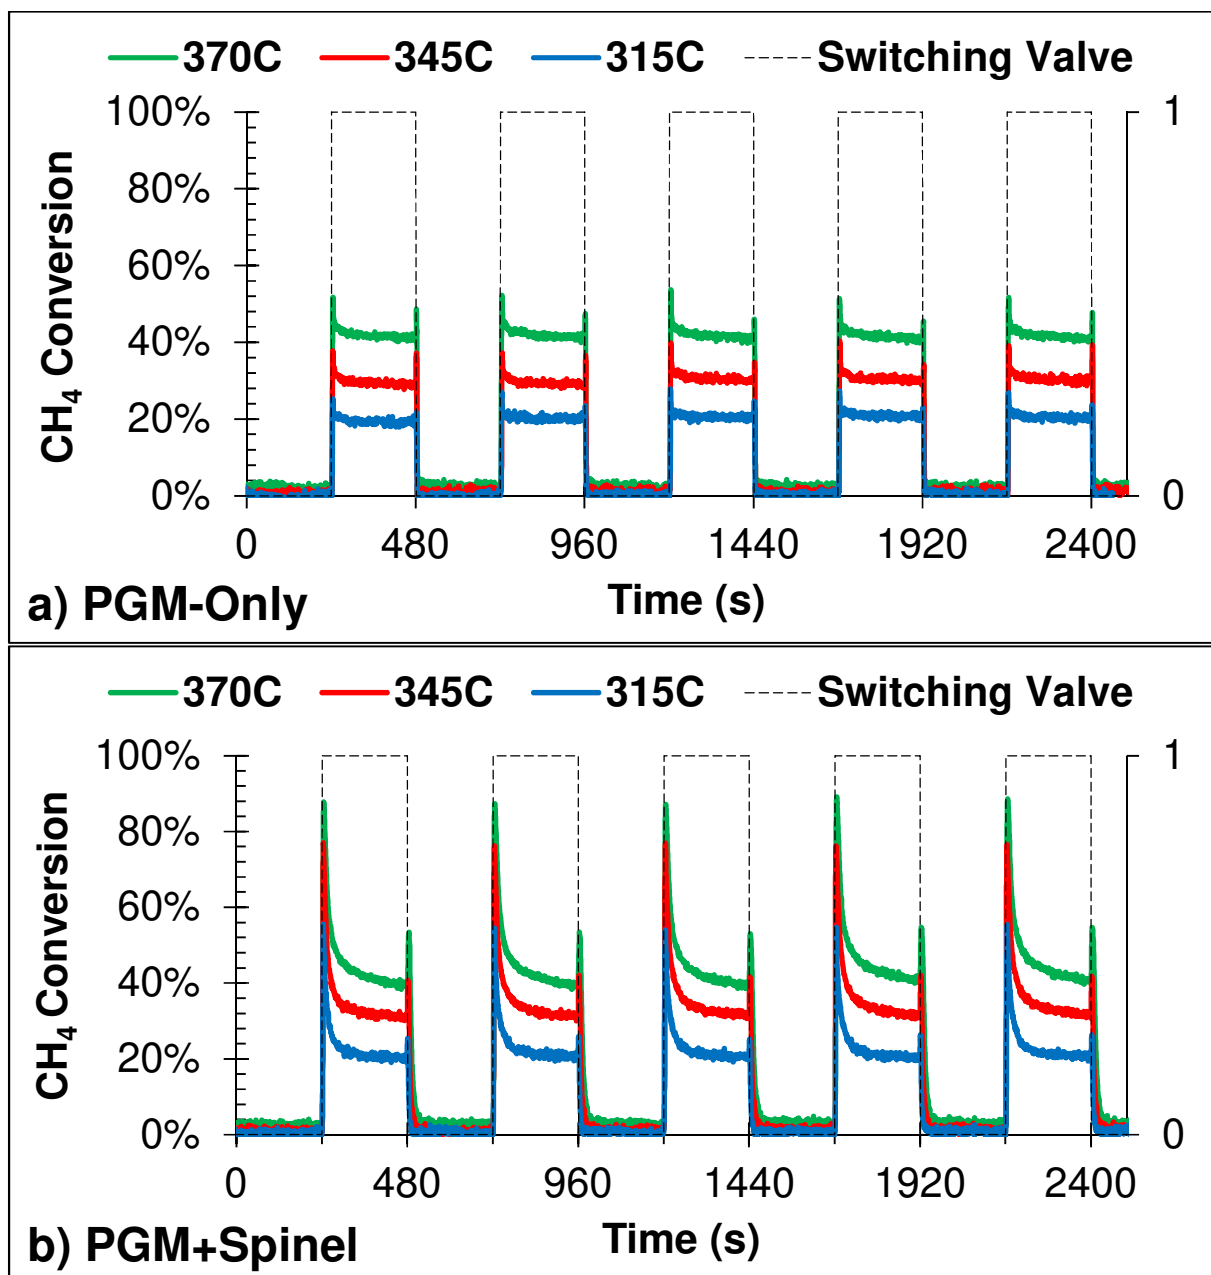 370C 345C 315C Switching Valve
100% 1
80%
60%
40%
20%
0% 0
CH₄ Conversion
0 480 960 1440 1920 2400
Time (s)
a) PGM-Only
370C 345C 315C Switching Valve
100% 1
80%
60%
40%
20%
0% 0
CH₄ Conversion
0 480 960 1440 1920 2400
Time (s)
b) PGM+Spinel